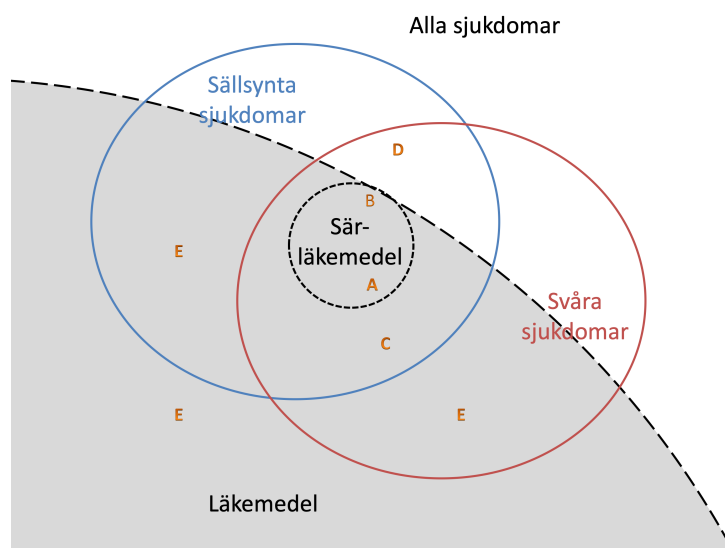 Alla sjukdomar
Sällsynta
sjukdomar
D
B
Sär-
läkemedel
E
A
Svåra
sjukdomar
C
E
E
Läkemedel